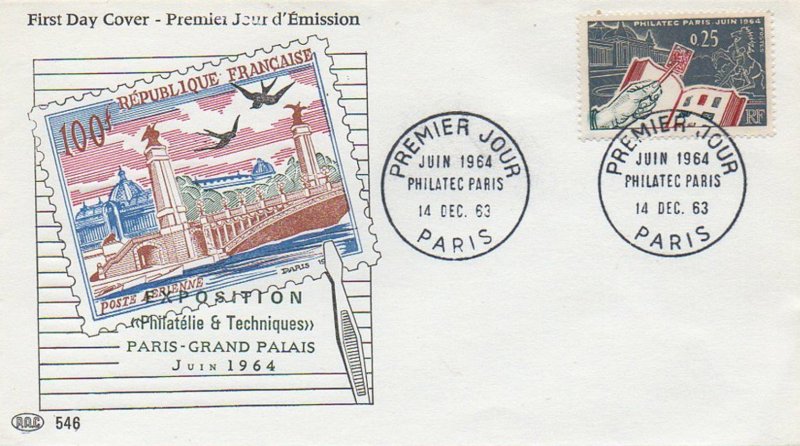 First Day Cover - Premier Jour d'Émission
PHILATEC PARIS·JUIN 1964
0,25
POSTES
RF
RÉPUBLIQUE FRANÇAISE
100f
POSTE AÉRIENNE
PARIS
EXPOSITION
«Philatélie & Techniques»
PARIS - GRAND PALAIS
JUIN 1964
PREMIER JOUR
JUIN 1964
PHILATEC PARIS
14 DEC. 63
PARIS
PREMIER JOUR
JUIN 1964
PHILATEC PARIS
14 DEC. 63
PARIS
546